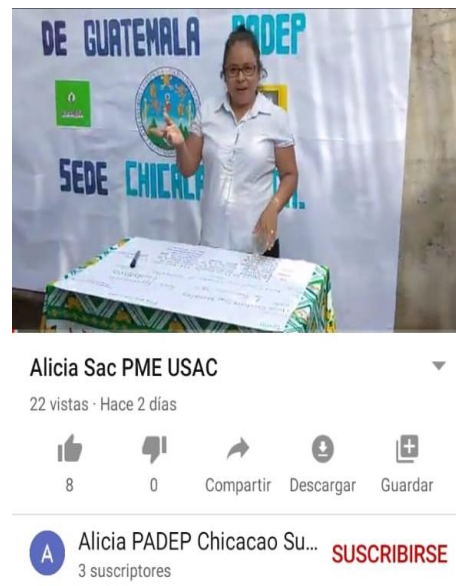 DE GUATEMALA PADEP
SEDE CHICACA
Alicia Sac PME USAC
22 vistas · Hace 2 días
8
0
Compartir
Descargar
Guardar
A
Alicia PADEP Chicacao Su...
SUSCRIBIRSE
3 suscriptores